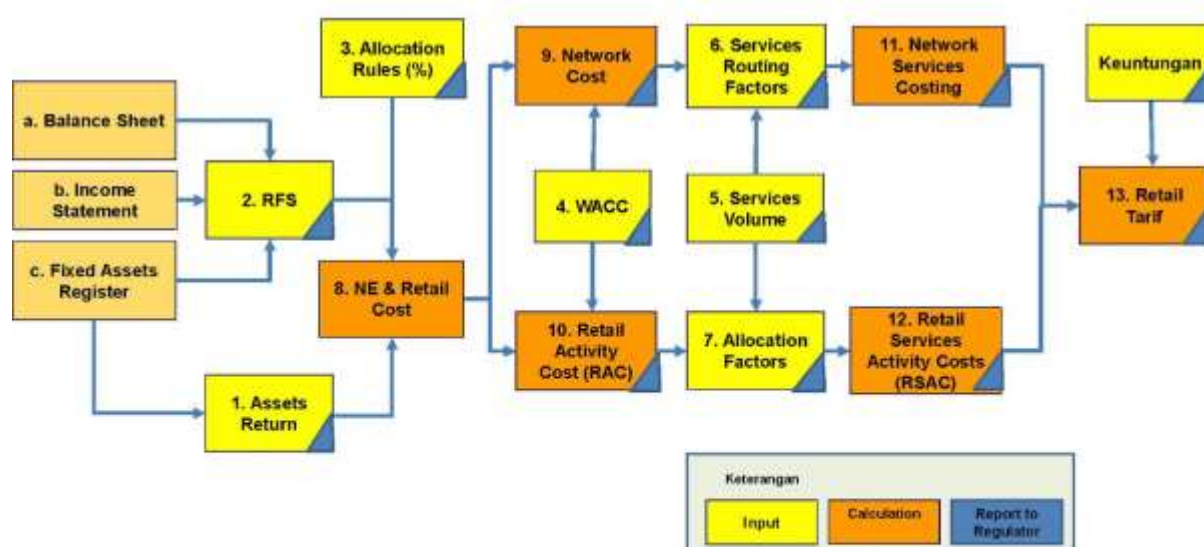 a. Balance Sheet
b. Income
Statement
c. Fixed Assets
Register
2. RFS
1. Assets
Return
3. Allocation
Rules (%)
8. NE & Retail
Cost
9. Network
Cost
4. WACC
10. Retail
Activity
Cost (RAC)
6. Services
Routing
Factors
5. Services
Volume
7. Allocation
Factors
11. Network
Services
Costing
12. Retail
Services
Activity Costs
(RSAC)
Keuntungan
13. Retail
Tarif
Keterangan
Input
Calculation
Report to
Regulator